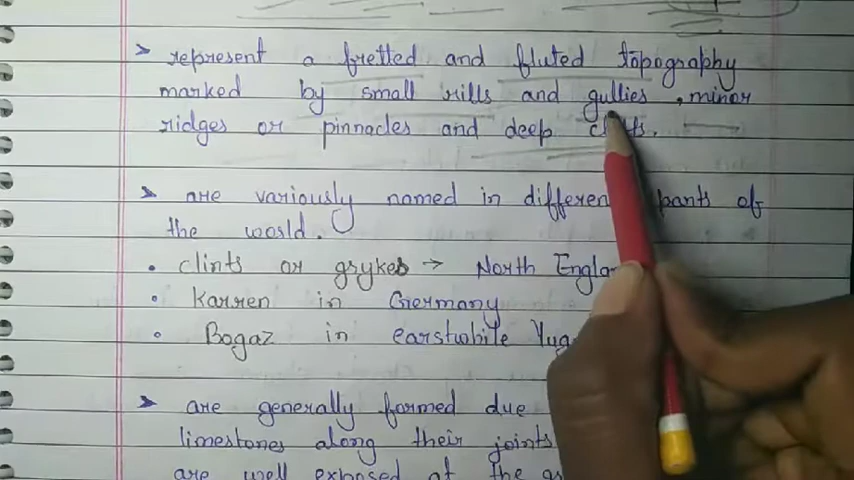 > represent a fretted and fluted topography
marked by small rills and gullies, minor
ridges or pinnacles and deep
> are variously named in different parts of
the world.
• clints or grykes → North
• Karren in Germany
• Bogaz in earstwhile
> are generally formed due
limestones along their joints
are well exposed at the